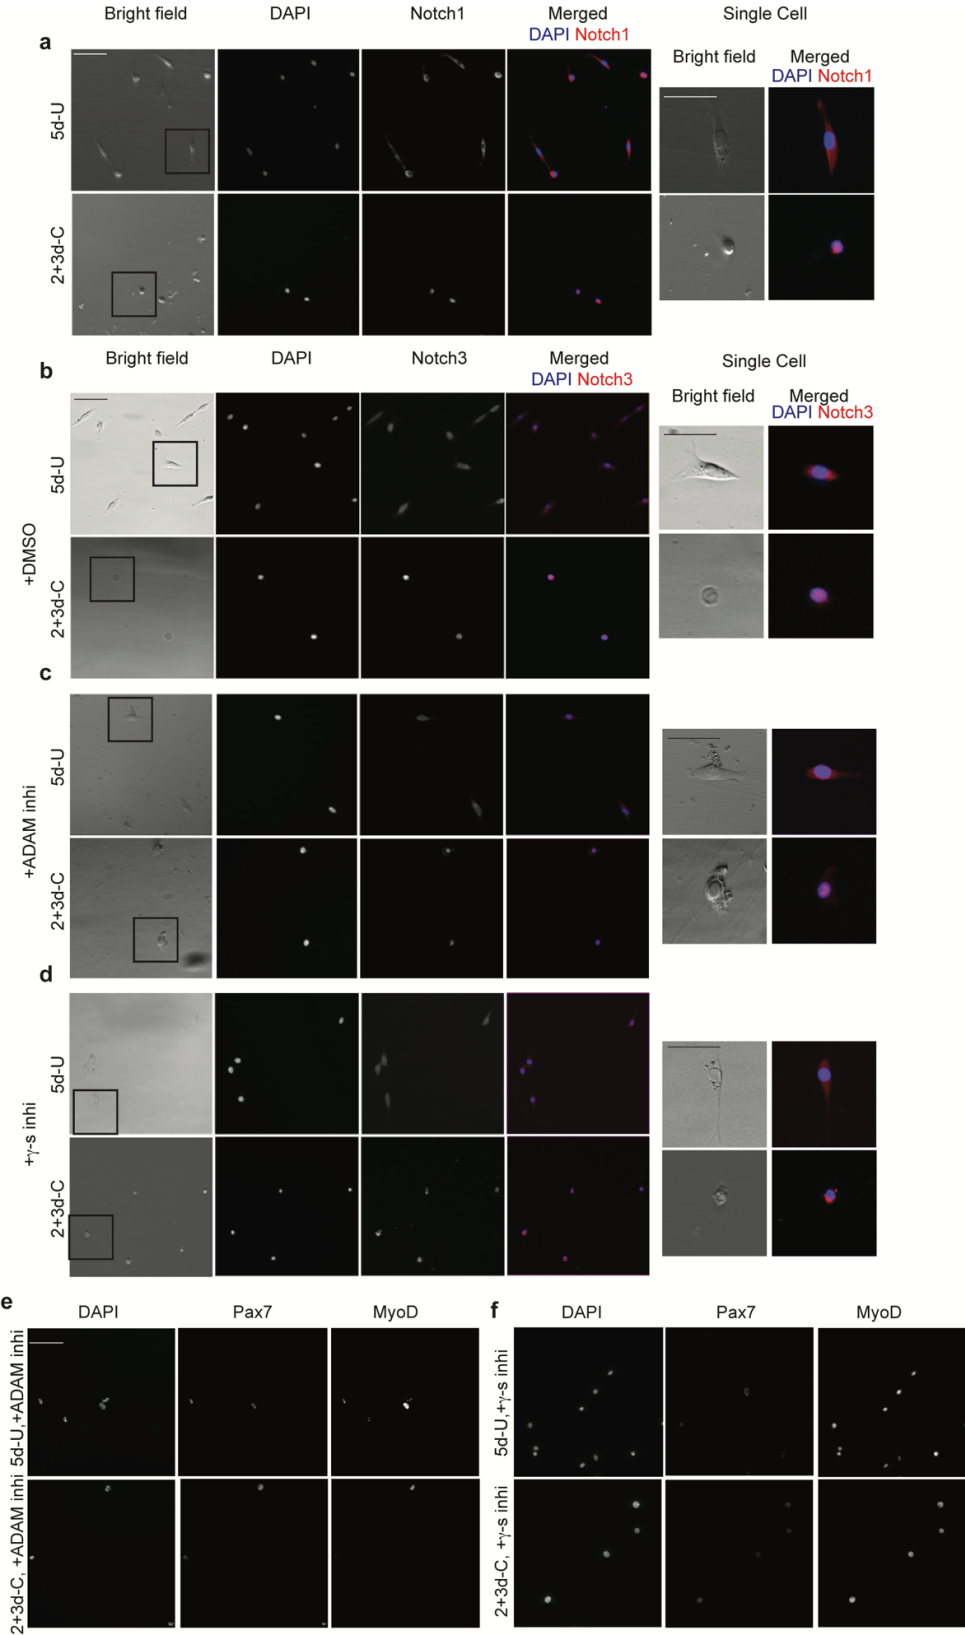 Bright field DAPI Notch1 Merged Single Cell
DAPI Notch1
a
Bright field Merged
DAPI Notch1
5d-U
2+3d-C
Bright field DAPI Notch3 Merged Single Cell
b
DAPI Notch3
Bright field Merged
DAPI Notch3
+DMSO
5d-U
2+3d-C
c
+ADAM inhi
5d-U
2+3d-C
d
+γ-s inhi
5d-U
2+3d-C
e
DAPI Pax7 MyoD
5d-U,+ADAM inhi
2+3d-C, +ADAM inhi
f
DAPI Pax7 MyoD
5d-U,+γ-s inhi
2+3d-C, +γ-s inhi